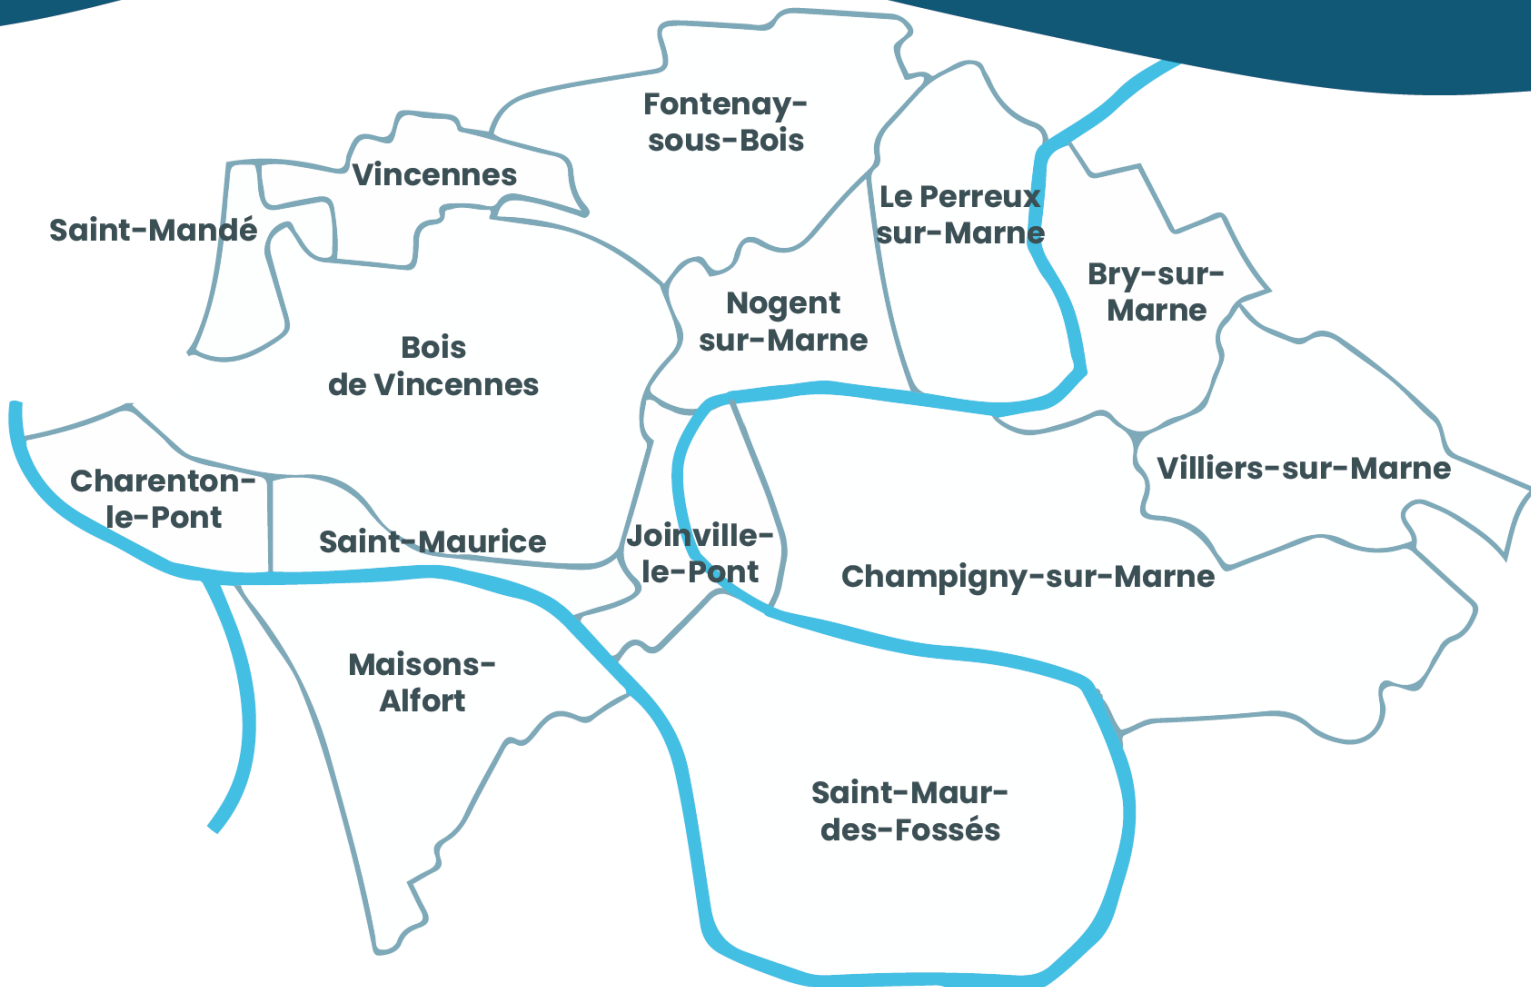 Fontenay-
sous-Bois
Vincennes
Le Perreux
sur-Marne
Saint-Mandé
Bry-sur-
Marne
Nogent
sur-Marne
Bois
de Vincennes
Villiers-sur-Marne
Charenton-
le-Pont
Saint-Maurice
Joinville-
le-Pont
Champigny-sur-Marne
Maisons-
Alfort
Saint-Maur-
des-Fossés